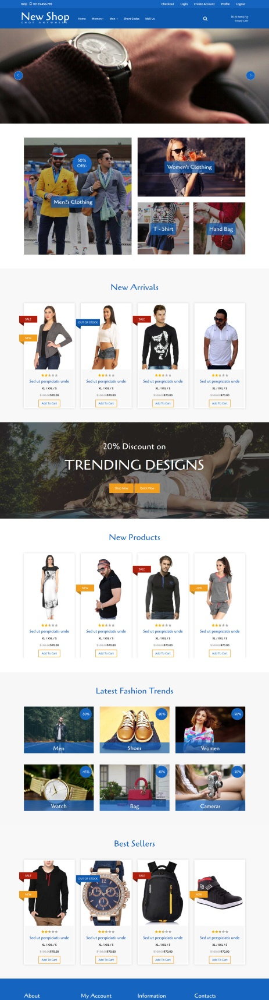 Help +0123-456-789 Checkout Login Create Account Profile Logout
New Shop
SHOP ANYWHERE
Home Women Men Short Codes Mail Us
$0 (0 items)
Empty Cart
50%
Off/-
Men?s Clothing
Women's Clothing
T - Shirt
Hand Bag
New Arrivals
SALE
NEW
OUT OF STOCK
SALE
Sed ut perspiciatis unde Sed ut perspiciatis unde Sed ut perspiciatis unde Sed ut perspiciatis unde
XL / XXL / S XL / XXL / S XL / XXL / S XL / XXL / S
$100.00$70.00 $100.00$70.00 $100.00$70.00 $100.00$70.00
Add To Cart Add To Cart Add To Cart Add To Cart
20% Discount on
TRENDING DESIGNS
Shop Now Quick View
New Products
SALE
NEW
20%
Sed ut perspiciatis unde Sed ut perspiciatis unde Sed ut perspiciatis unde Sed ut perspiciatis unde
XL / XXL / S XL / XXL / S XL / XXL / S XL / XXL / S
$100.00$70.00 $100.00$70.00 $100.00$70.00 $100.00$70.00
Add To Cart Add To Cart Add To Cart Add To Cart
Latest Fashion Trends
-50% -20% -50%
Men Shoes Women
-45% -10% -30%
Watch Bag Cameras
Best Sellers
SALE
NEW
OUT OF STOCK
SALE
NEW
Sed ut perspiciatis unde Sed ut perspiciatis unde Sed ut perspiciatis unde Sed ut perspiciatis unde
XL / XXL / S XL / XXL / S XL / XXL / S XL / XXL / S
$100.00$70.00 $100.00$70.00 $100.00$70.00 $100.00$70.00
Add To Cart Add To Cart Add To Cart Add To Cart
About My Account Information Contacts